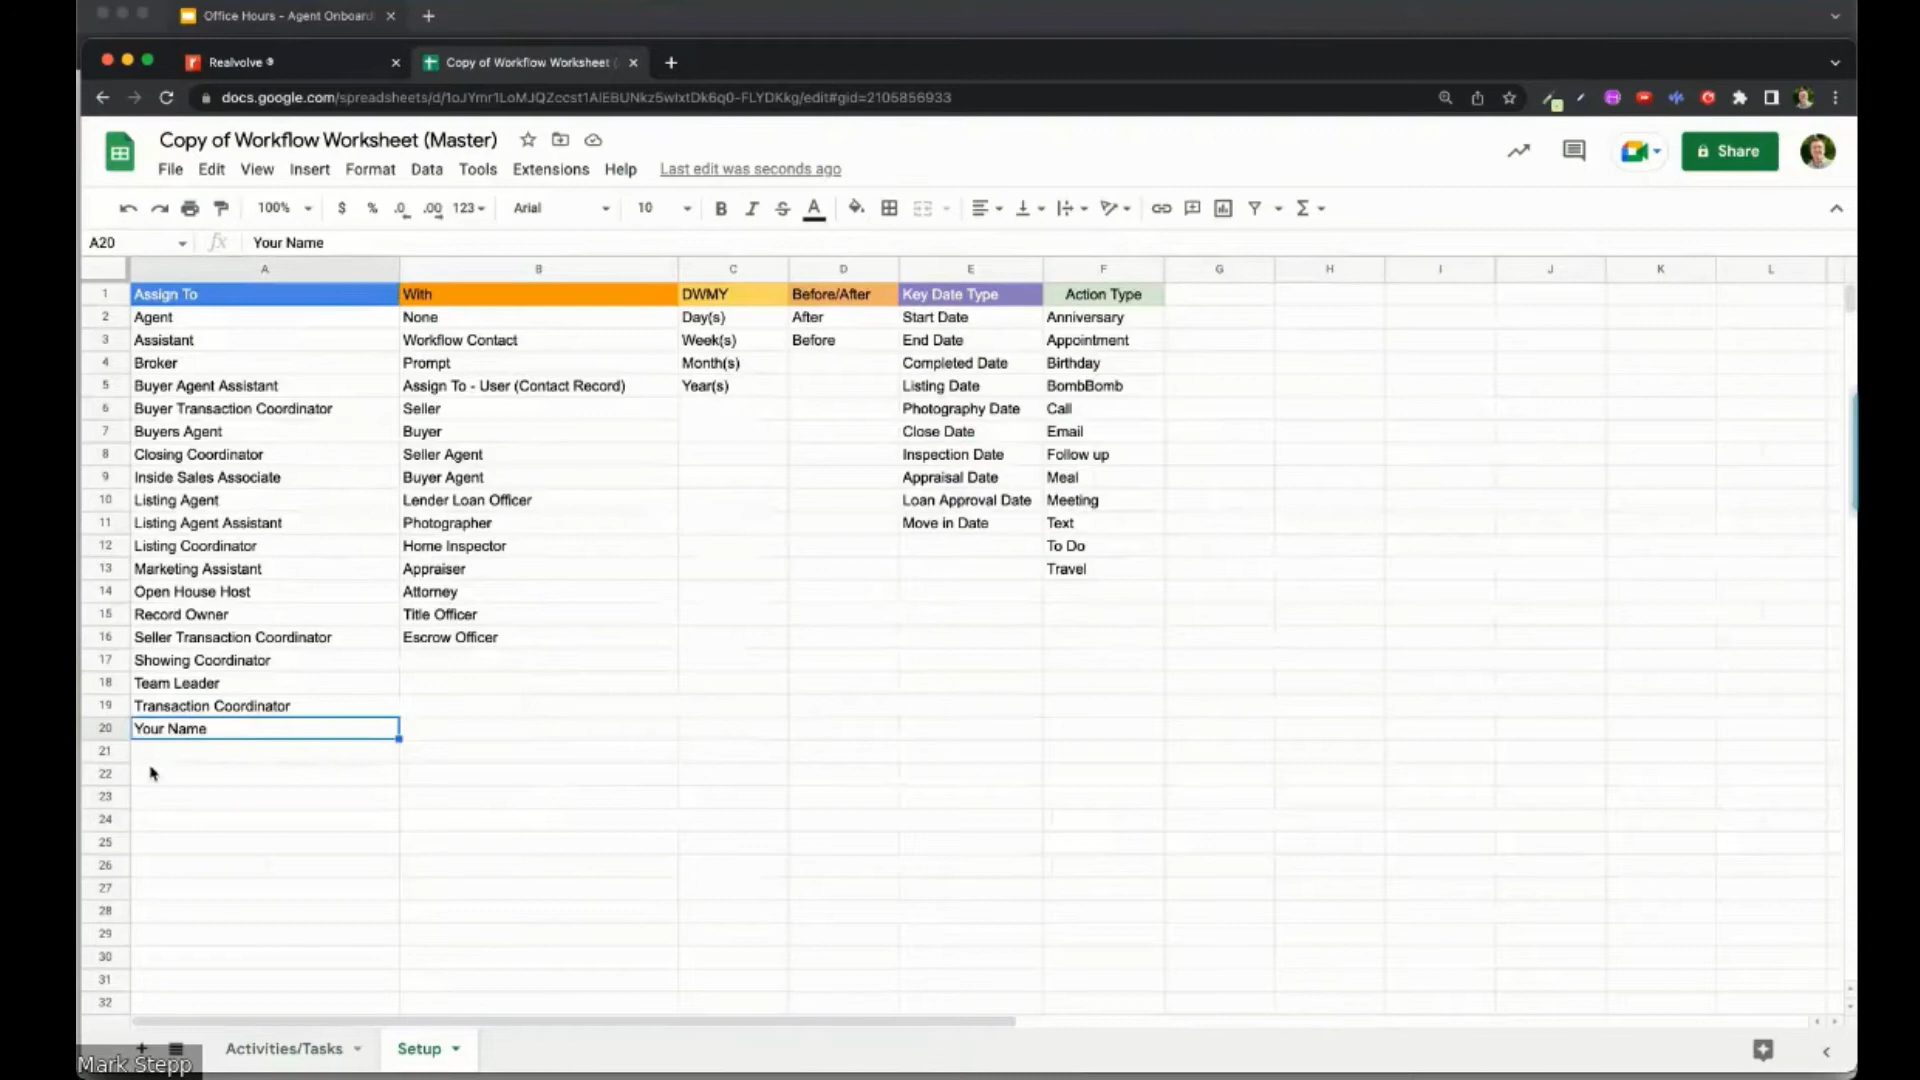 Office Hours - Agent Onboard
Realvolve ®
Copy of Workflow Worksheet (
docs.google.com/spreadsheets/d/1oJYmr1LoMJQZccst1AIEBUNkz5wIxtDk6q0-FLYDKkg/edit#gid=2105856933
Copy of Workflow Worksheet (Master)
File Edit View Insert Format Data Tools Extensions Help Last edit was seconds ago
Share
100% $ % .0 .00 123 Arial 10 B I S A
A20 fx Your Name
A B C D E F G H I J K L
1 Assign To With DWMY Before/After Key Date Type Action Type
2 Agent None Day(s) After Start Date Anniversary
3 Assistant Workflow Contact Week(s) Before End Date Appointment
4 Broker Prompt Month(s) Completed Date Birthday
5 Buyer Agent Assistant Assign To - User (Contact Record) Year(s) Listing Date BombBomb
6 Buyer Transaction Coordinator Seller Photography Date Call
7 Buyers Agent Buyer Close Date Email
8 Closing Coordinator Seller Agent Inspection Date Follow up
9 Inside Sales Associate Buyer Agent Appraisal Date Meal
10 Listing Agent Lender Loan Officer Loan Approval Date Meeting
11 Listing Agent Assistant Photographer Move in Date Text
12 Listing Coordinator Home Inspector To Do
13 Marketing Assistant Appraiser Travel
14 Open House Host Attorney
15 Record Owner Title Officer
16 Seller Transaction Coordinator Escrow Officer
17 Showing Coordinator
18 Team Leader
19 Transaction Coordinator
20 Your Name
21
22
23
24
25
26
27
28
29
30
31
32
Activities/Tasks Setup
Mark Stepp